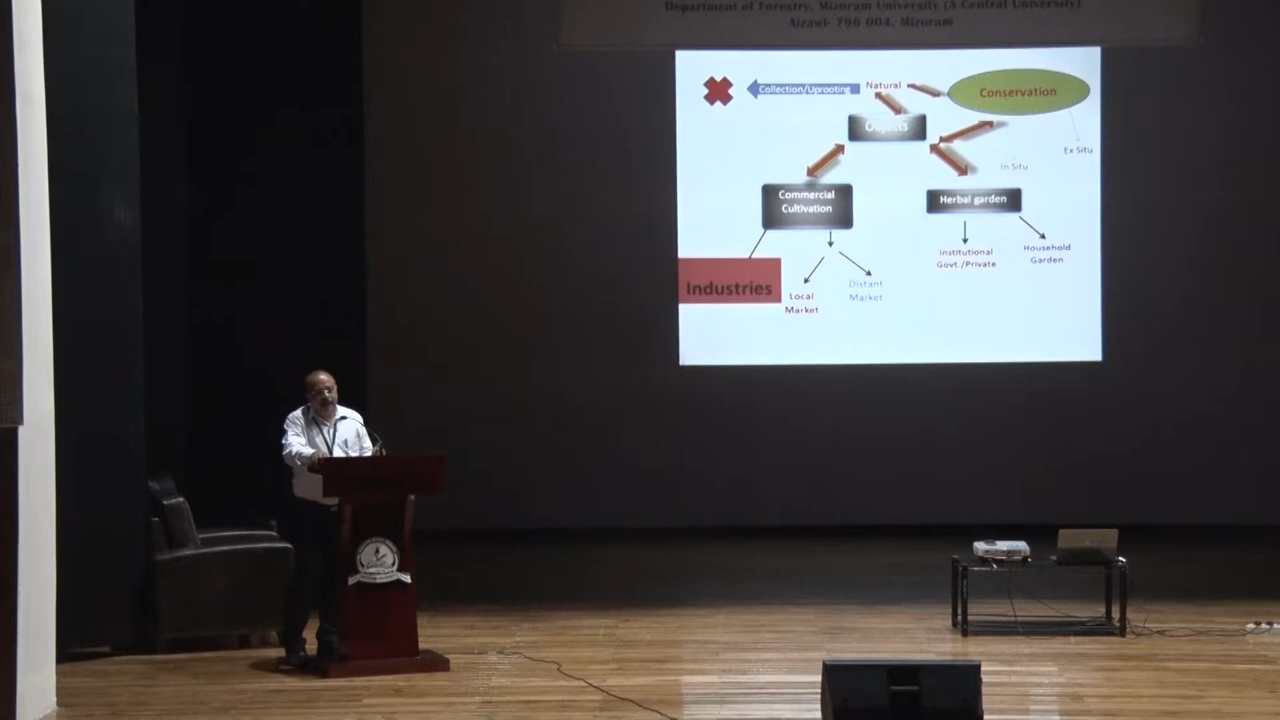 Department of Forestry, Mizoram University (A Central University)
Aizawl- 796 004, Mizoram
Collection/Uprooting
Natural
Conservation
Objects
Ex Situ
In Situ
Commercial
Cultivation
Herbal garden
Institutional
Govt./Private
Household
Garden
Industries
Local
Market
Distant
Market